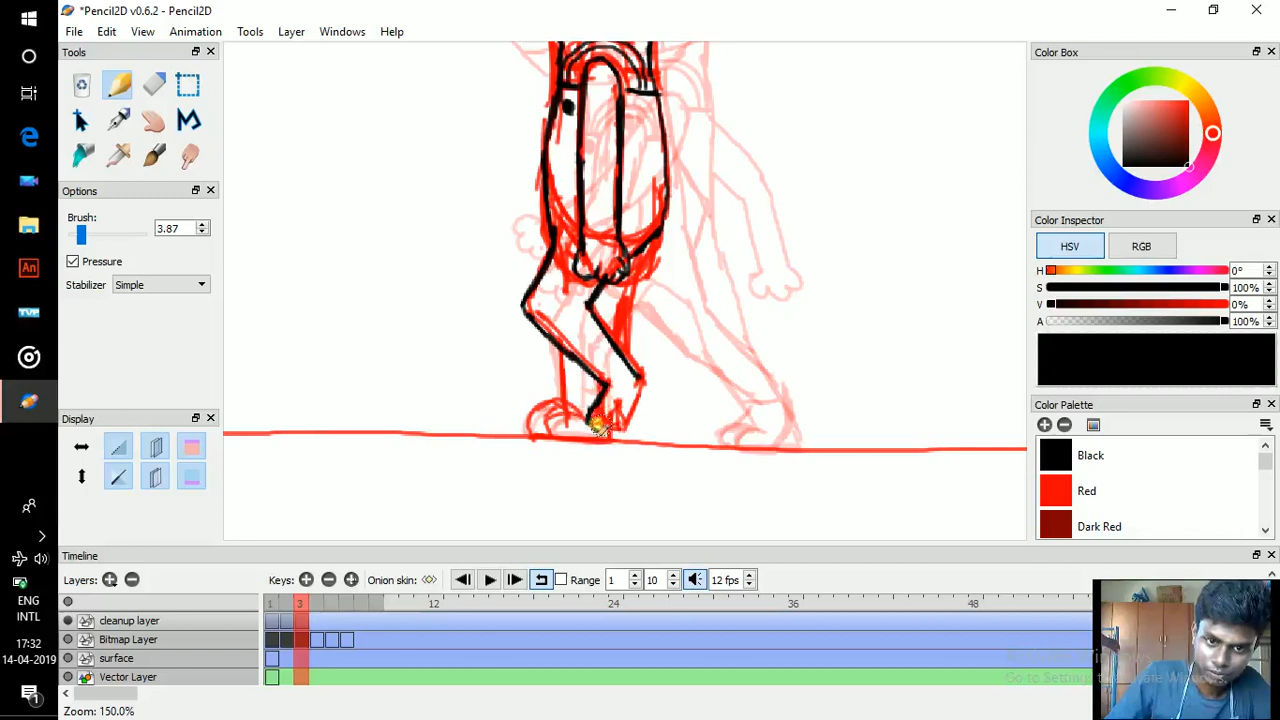 *Pencil2D v0.6.2 - Pencil2D
File Edit View Animation Tools Layer Windows Help
Tools
Options
Brush:
3.87
Pressure
Stabilizer Simple
Display
Color Box
Color Inspector
HSV RGB
H 0°
S 100%
V 0%
A 100%
Color Palette
Black
Red
Dark Red
An
TVP
ENG
INTL
17:32
14-04-2019
1
Timeline
Layers: Keys: Onion skin: Range 1 10 12 fps
1 3 12 24 36 48
cleanup layer
Bitmap Layer
surface
Vector Layer
Zoom: 150.0%